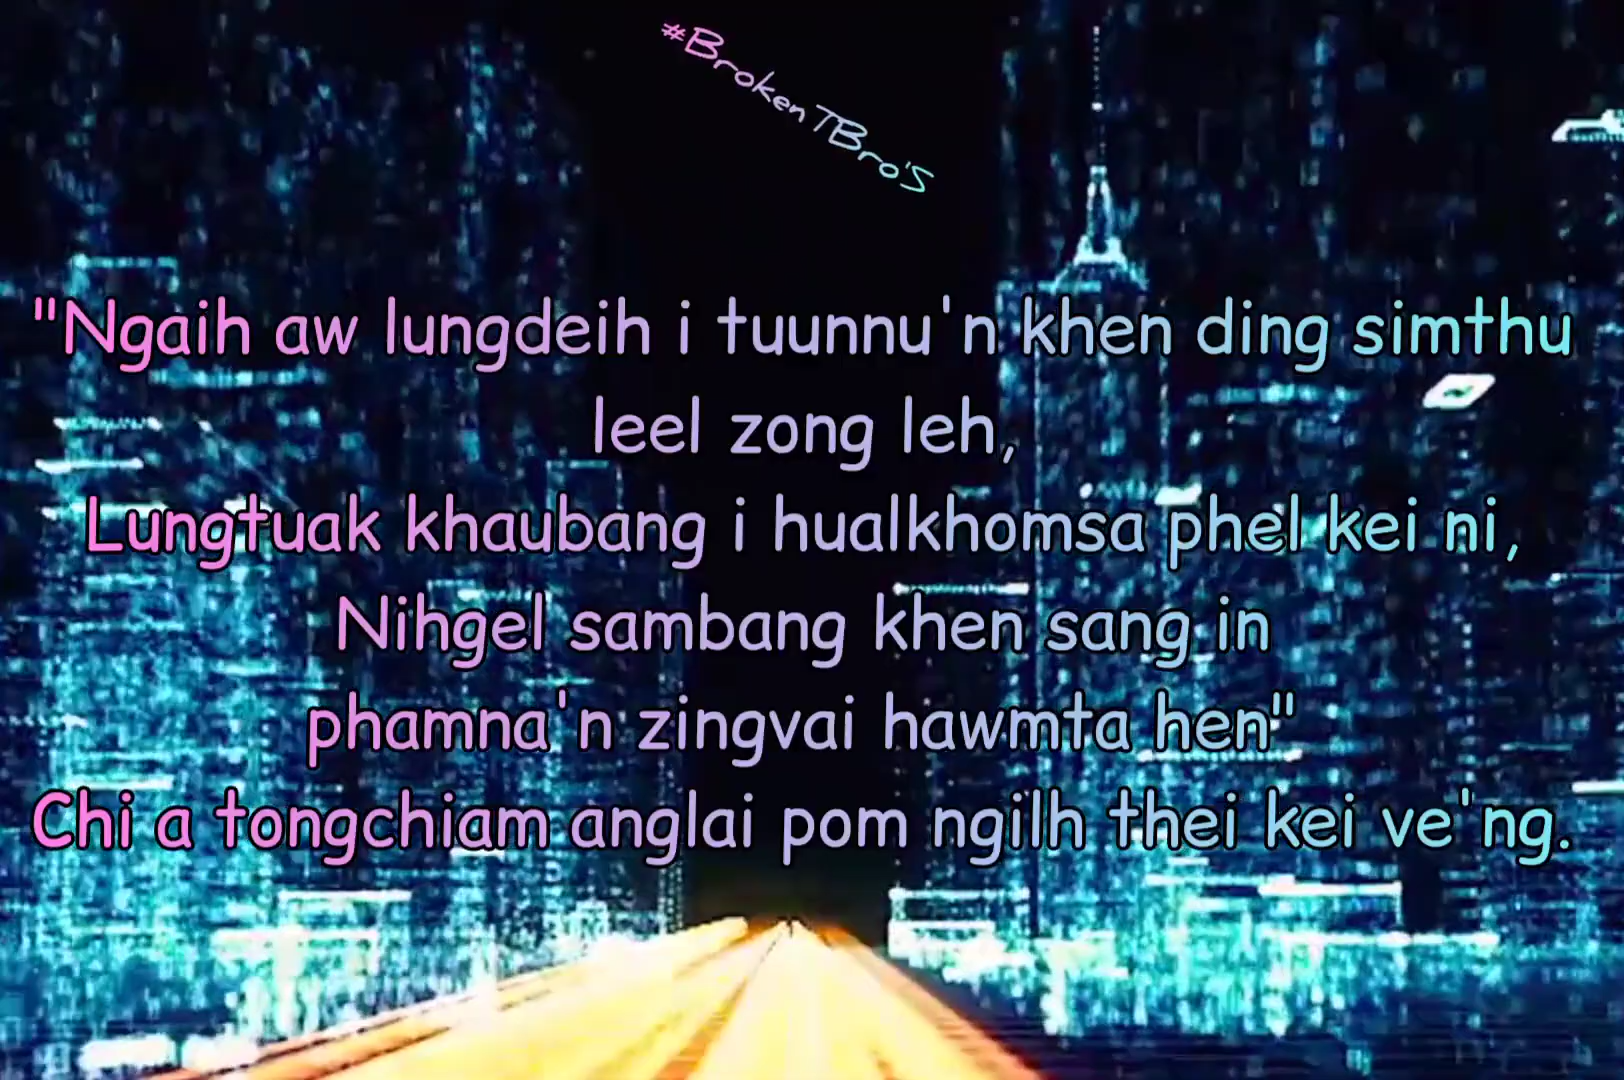 #BrokenTBro'S
"Ngaih aw lungdeih i tuunnu'n khen ding simthu
leel zong leh,
Lungtuak khaubang i hualkhomsa phel kei ni,
Nihgel sambang khen sang in
phamna'n zingvai hawmta hen"
Chi a tongchiam anglai pom ngilh thei kei ve'ng.